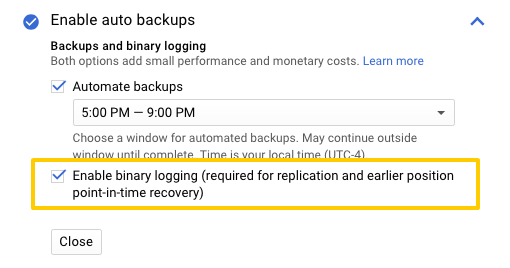 Enable auto backups
Backups and binary logging
Both options add small performance and monetary costs. Learn more
Automate backups
5:00 PM — 9:00 PM
Choose a window for automated backups. May continue outside
window until complete. Time is your local time (UTC-4)
Enable binary logging (required for replication and earlier position
point-in-time recovery)
Close